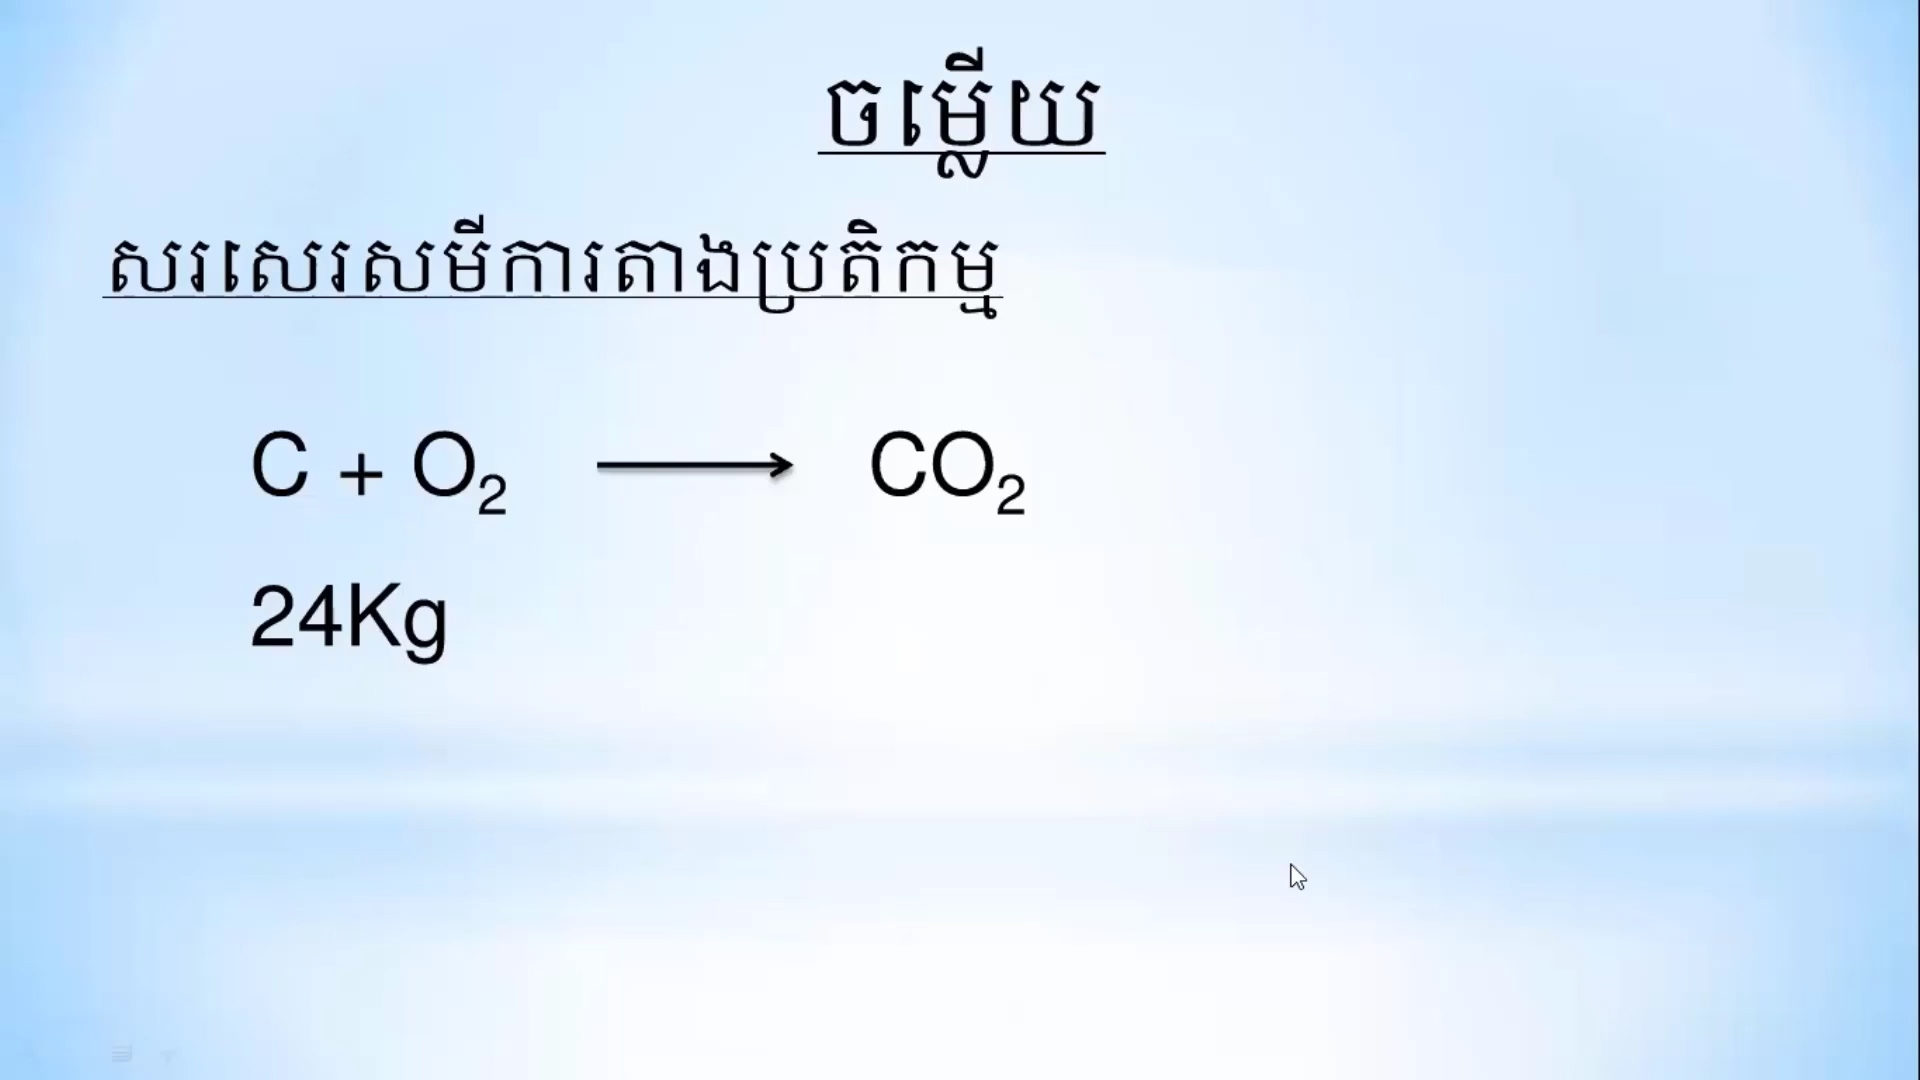 ចម្លើយ
សរសេរសមីការតាងប្រតិកម្ម
C + O₂ ⟶ CO₂
24Kg